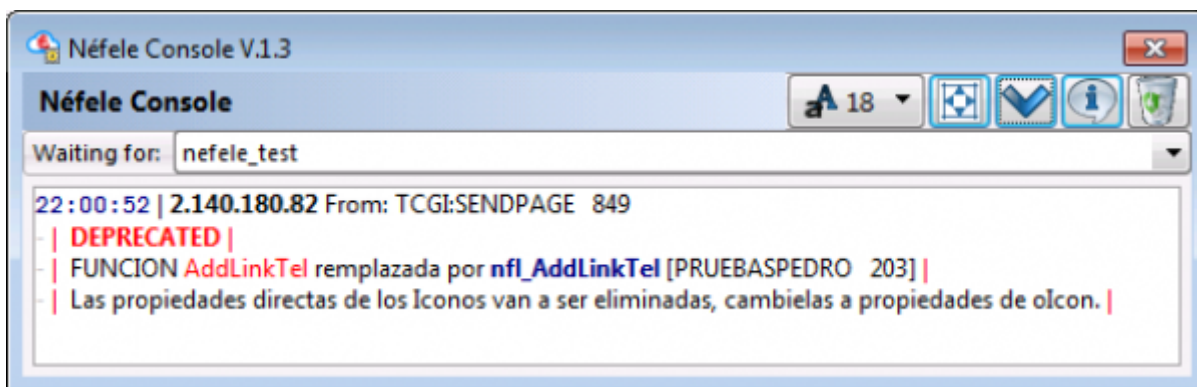 Néfele Console V.1.3
Néfele Console
18
Waiting for: nefele_test
22:00:52 | 2.140.180.82 From: TCGI:SENDPAGE 849
| DEPRECATED |
| FUNCION AddLinkTel remplazada por nfl_AddLinkTel [PRUEBASPEDRO 203] |
| Las propiedades directas de los Iconos van a ser eliminadas, cambielas a propiedades de oIcon. |